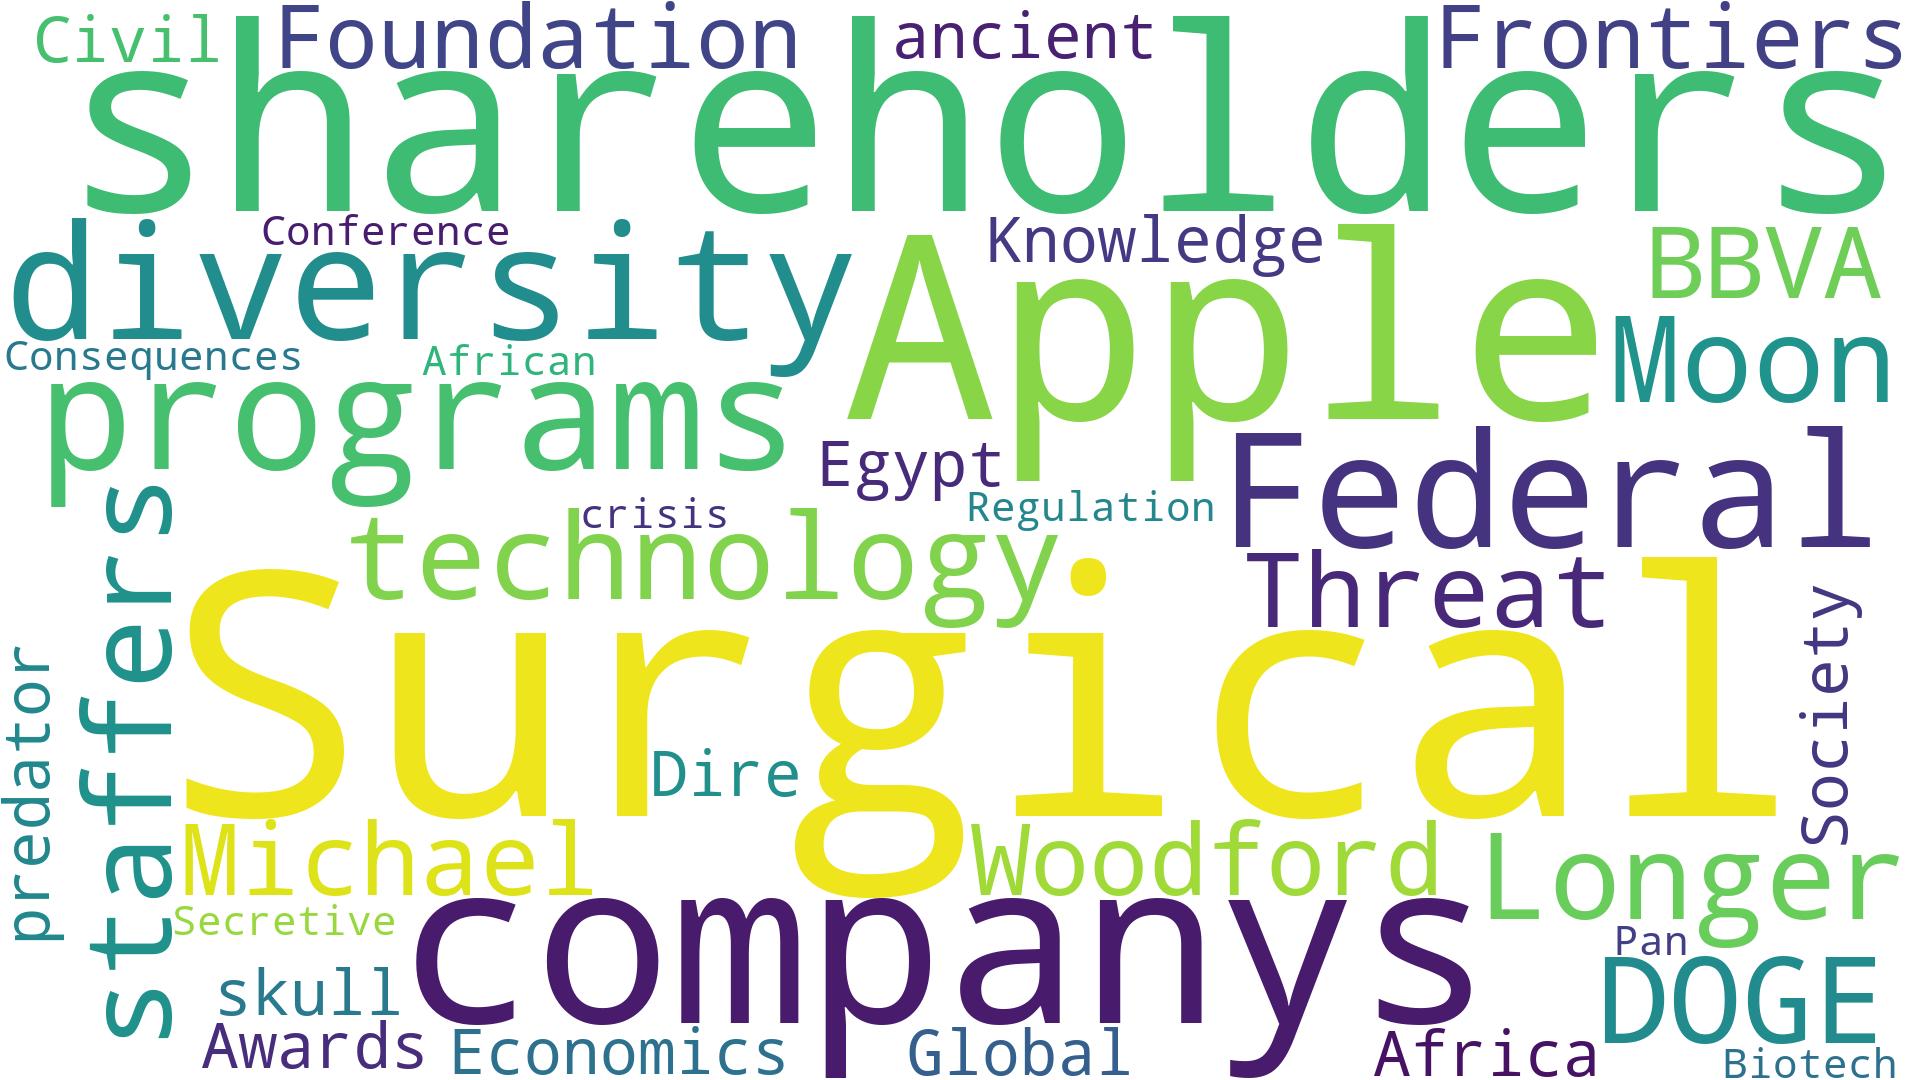 Civil
Foundation
ancient
Frontiers
shareholders
Conference
Knowledge
BBVA
diversity
Apple
Moon
Consequences
African
programs
Egypt
Federal
crisis
Regulation
technology
Threat
staffers
Surgical
Society
predator
Dire
Michael
Woodford
Longer
Secretive
companys
Pan
skull
DOGE
Awards
Economics
Global
Africa
Biotech